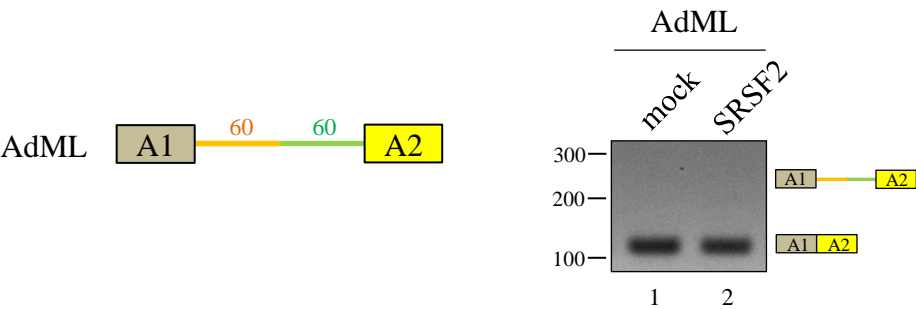 AdML
60 60
AdML A1 A2
mock SRSF2
300
200
100
A1 A2
A1 A2
1 2